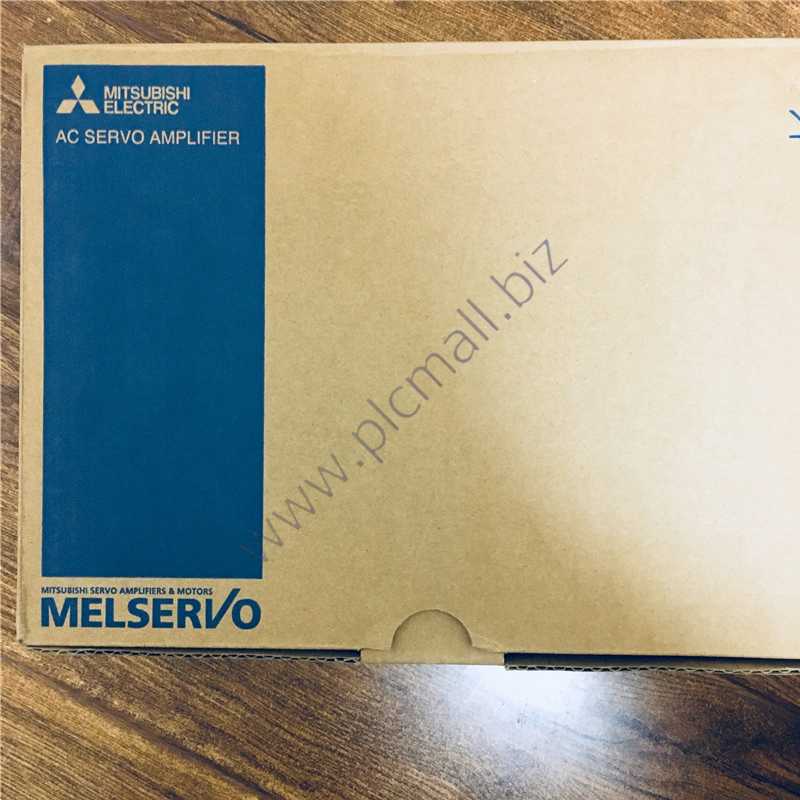 MITSUBISHI
ELECTRIC
AC SERVO AMPLIFIER
www.plcmall.biz
MITSUBISHI SERVO AMPLIFIERS & MOTORS
MELSERVO